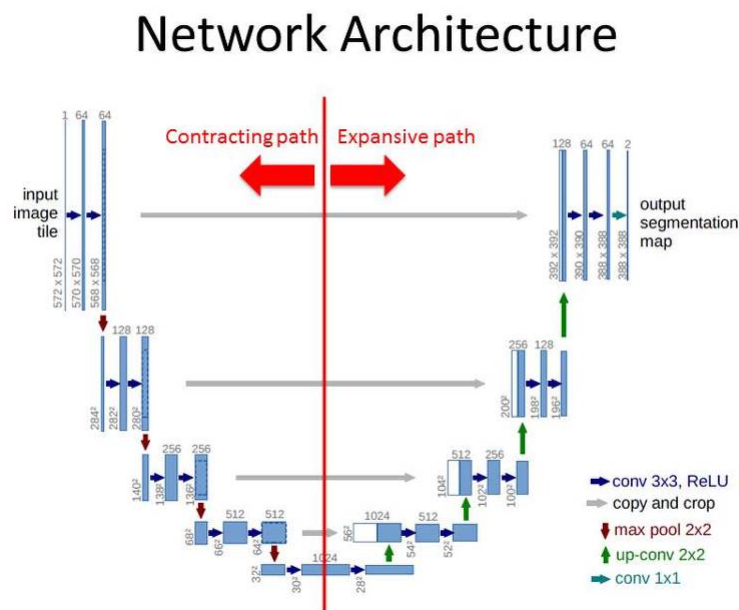 Network Architecture
Contracting path
Expansive path
1 64 64
128 64 64 2
input
image
tile
output
segmentation
map
572 x 572
570 x 570
568 x 568
392 x 392
390 x 390
388 x 388
388 x 388
128 128
256 128
284²
282²
280²
200²
198²
196²
256 256
512 256
140²
138²
136²
104²
102²
100²
512 512
1024 512
68²
66²
64²
56²
54²
52²
1024
32²
30²
28²
conv 3x3, ReLU
copy and crop
max pool 2x2
up-conv 2x2
conv 1x1